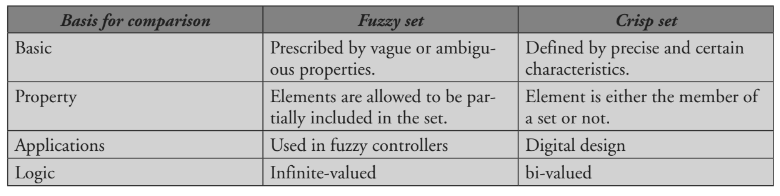 Basis for comparison Fuzzy set Crisp set
Basic Prescribed by vague or ambigu- Defined by precise and certain
ous properties. characteristics.
Property Elements are allowed to be par- Element is either the member of
tially included in the set. a set or not.
Applications Used in fuzzy controllers Digital design
Logic Infinite-valued bi-valued